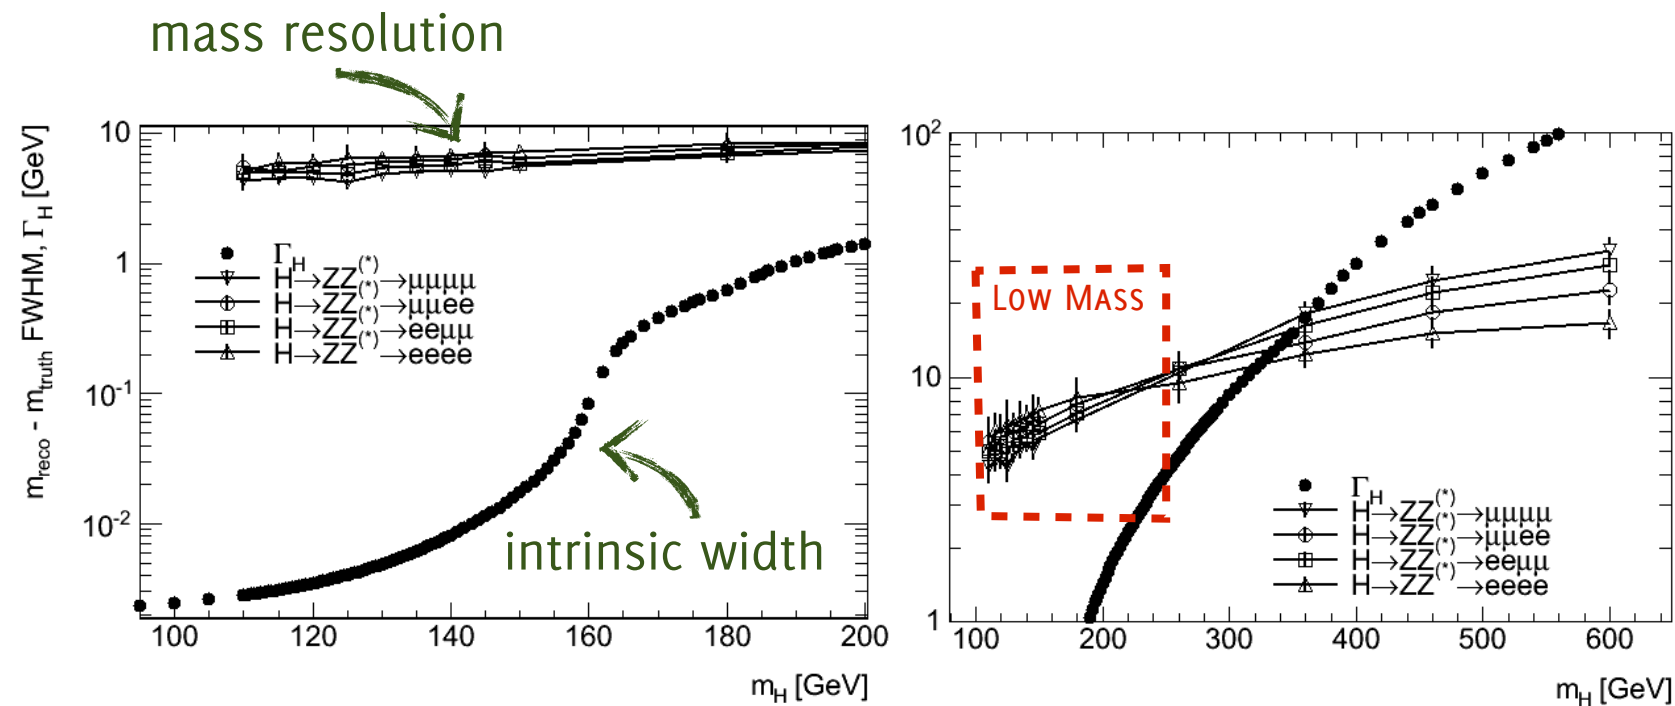 mass resolution
m_reco - m_truth FWHM, Γ_H [GeV]
10
1
10^-1
10^-2
Γ_H
H→ZZ^(*)→μμμμ
H→ZZ^(*)→μμee
H→ZZ^(*)→eeμμ
H→ZZ^(*)→eeee
intrinsic width
100 120 140 160 180 200
m_H [GeV]
10^2
10
1
Low Mass
Γ_H
H→ZZ^(*)→μμμμ
H→ZZ^(*)→μμee
H→ZZ^(*)→eeμμ
H→ZZ^(*)→eeee
100 200 300 400 500 600
m_H [GeV]